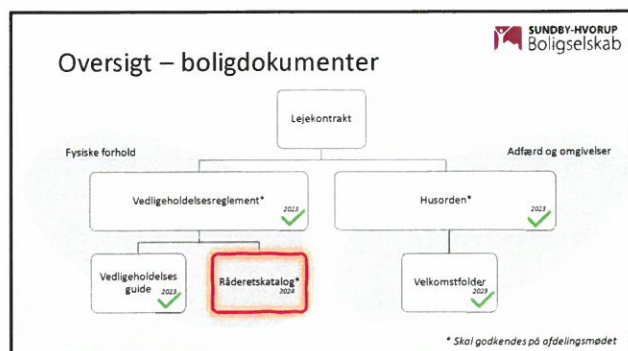 SUNDBY-HVORUP
Boligselskab
Oversigt – boligdokumenter
Lejekontrakt
Fysiske forhold
Adfærd og omgivelser
Vedligeholdelsesreglement*
2023
Husorden*
2023
Vedligeholdelses
guide
2023
Råderetskatalog*
2024
Velkomstfolder
2023
* Skal godkendes på afdelingsmødet